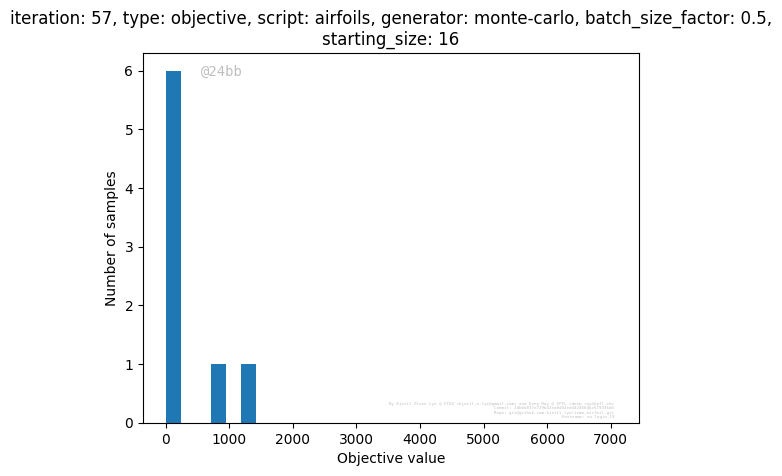 iteration: 57, type: objective, script: airfoils, generator: monte-carlo, batch_size_factor: 0.5,
starting_size: 16
@24bb
6
5
4
3
2
1
0
Number of samples
0 1000 2000 3000 4000 5000 6000 7000
Objective value